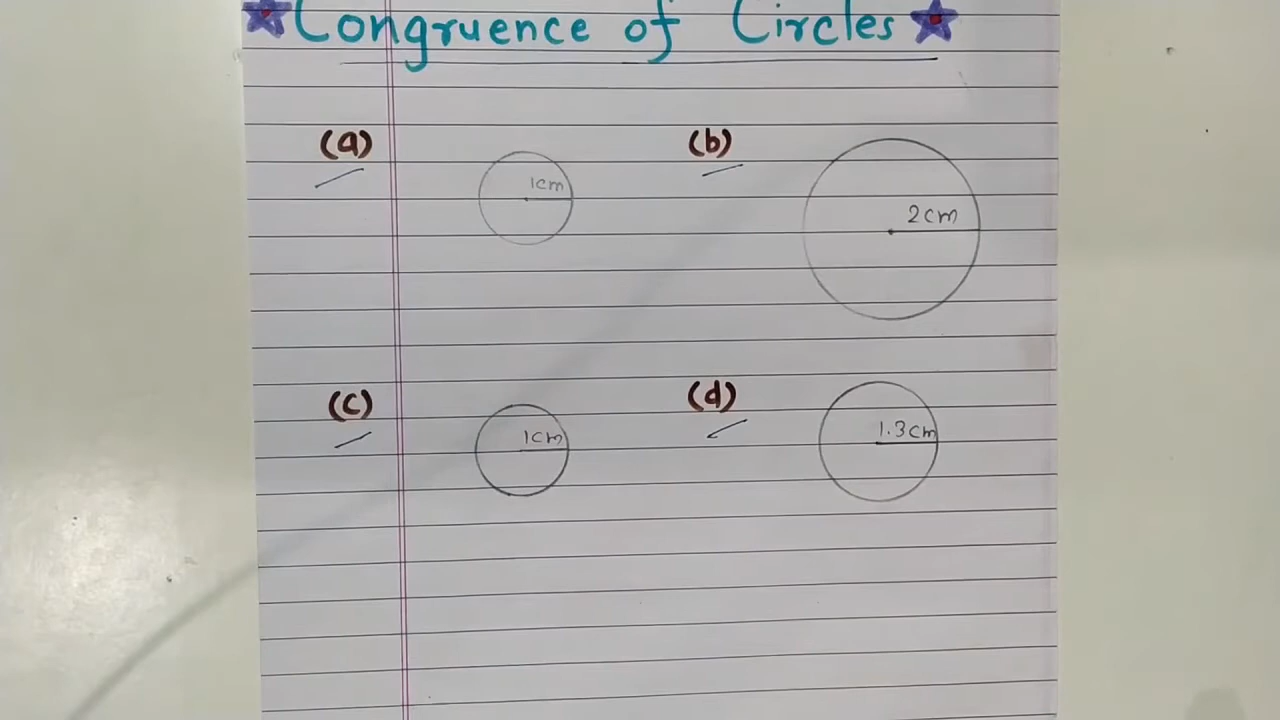 Congruence of Circles
(a)
1cm
(b)
2cm
(c)
1cm
(d)
1.3cm